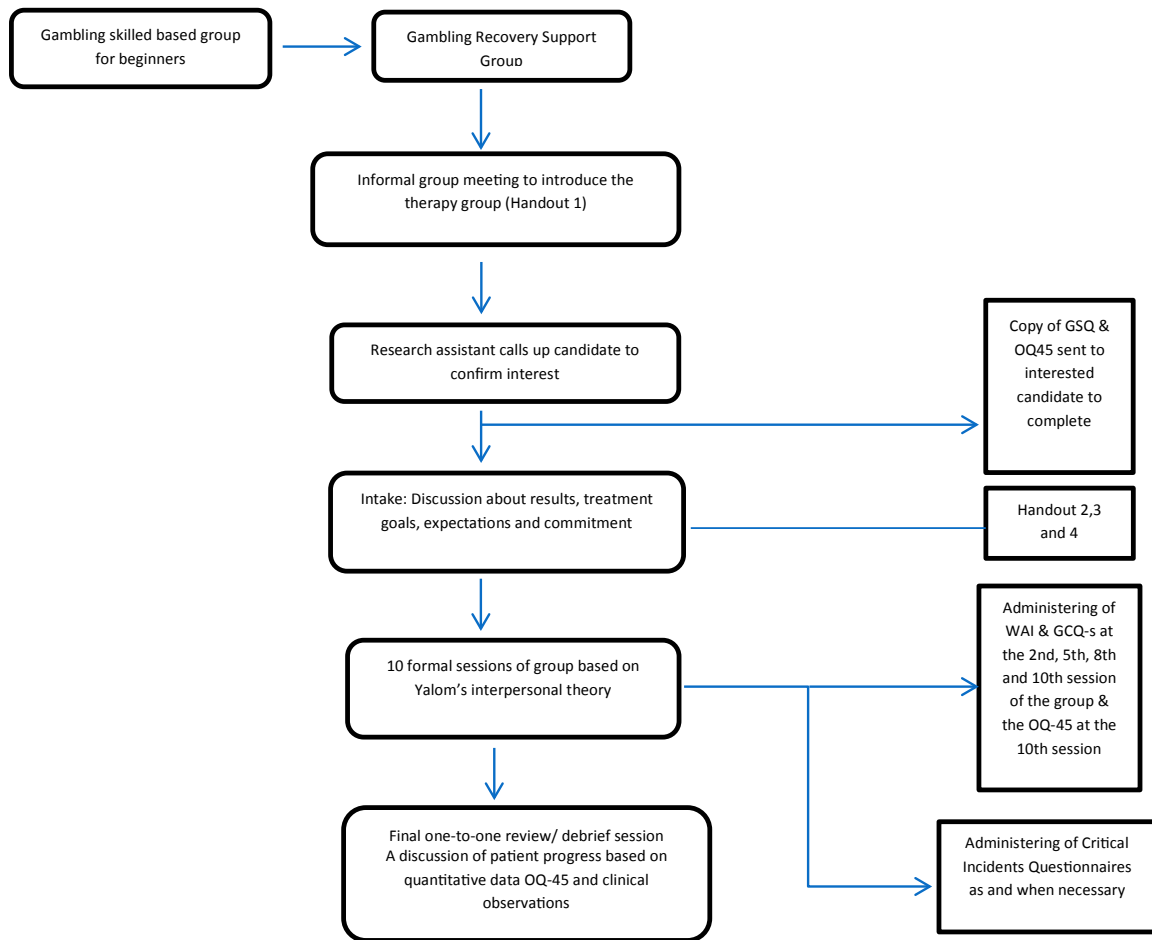 Gambling skilled based group
for beginners
Gambling Recovery Support
Group
Informal group meeting to introduce the
therapy group (Handout 1)
Research assistant calls up candidate to
confirm interest
Copy of GSQ &
OQ45 sent to
interested
candidate to
complete
Intake: Discussion about results, treatment
goals, expectations and commitment
Handout 2,3
and 4
10 formal sessions of group based on
Yalom’s interpersonal theory
Administering of
WAI & GCQ-s at
the 2nd, 5th, 8th
and 10th session
of the group &
the OQ-45 at the
10th session
Final one-to-one review/ debrief session
A discussion of patient progress based on
quantitative data OQ-45 and clinical
observations
Administering of Critical
Incidents Questionnaires
as and when necessary